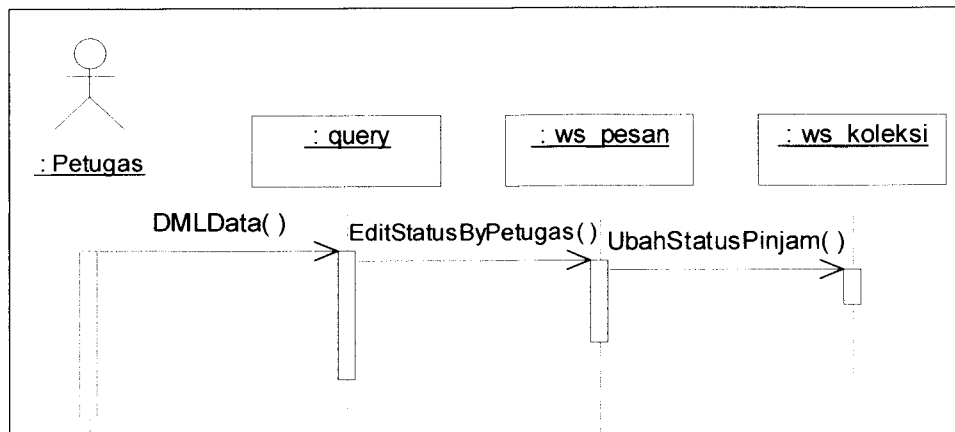 : Petugas
: query
: ws_pesan
: ws_koleksi
DMLData( )
EditStatusByPetugas( )
UbahStatusPinjam( )